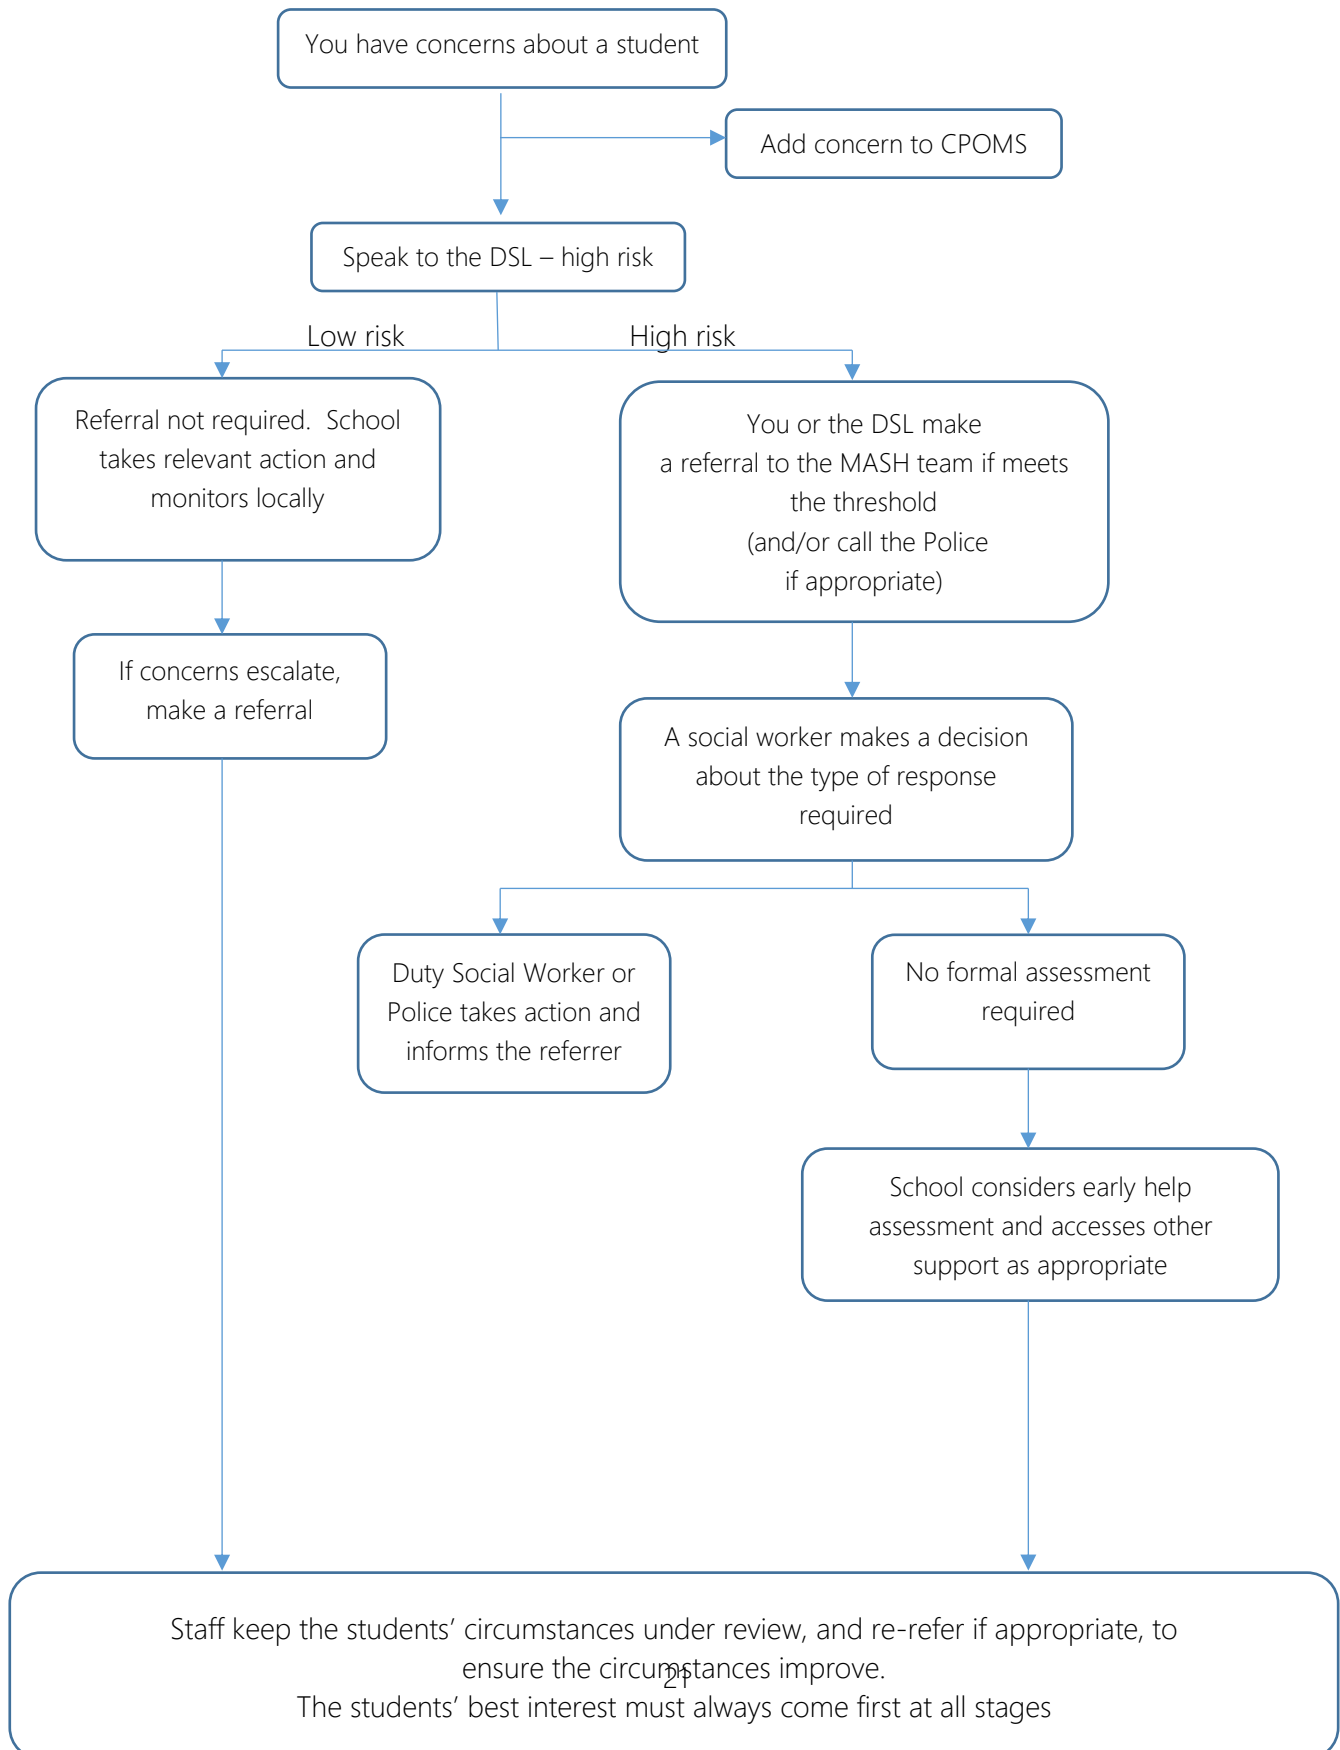 You have concerns about a student
Add concern to CPOMS
Speak to the DSL – high risk
Low risk
High risk
Referral not required.  School
takes relevant action and
monitors locally
You or the DSL make
a referral to the MASH team if meets
the threshold
(and/or call the Police
if appropriate)
If concerns escalate,
make a referral
A social worker makes a decision
about the type of response
required
Duty Social Worker or
Police takes action and
informs the referrer
No formal assessment
required
School considers early help
assessment and accesses other
support as appropriate
Staff keep the students’ circumstances under review, and re-refer if appropriate, to
ensure the circumstances improve.
21
The students’ best interest must always come first at all stages